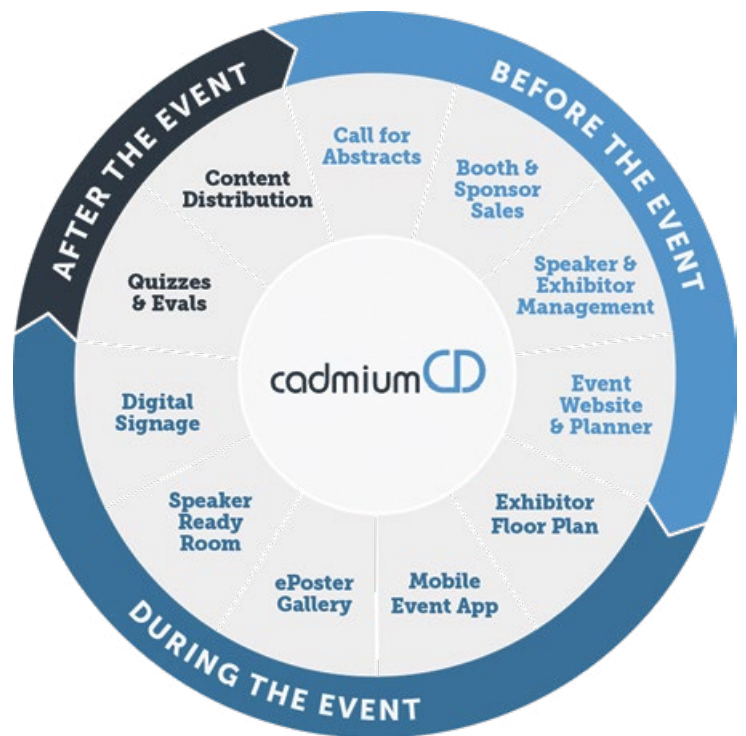 BEFORE THE EVENT
Call for
Abstracts
Booth &
Sponsor
Sales
Speaker &
Exhibitor
Management
Event
Website
& Planner
DURING THE EVENT
Exhibitor
Floor Plan
Mobile
Event App
ePoster
Gallery
Speaker
Ready
Room
Digital
Signage
AFTER THE EVENT
Quizzes
& Evals
Content
Distribution
cadmiumCD